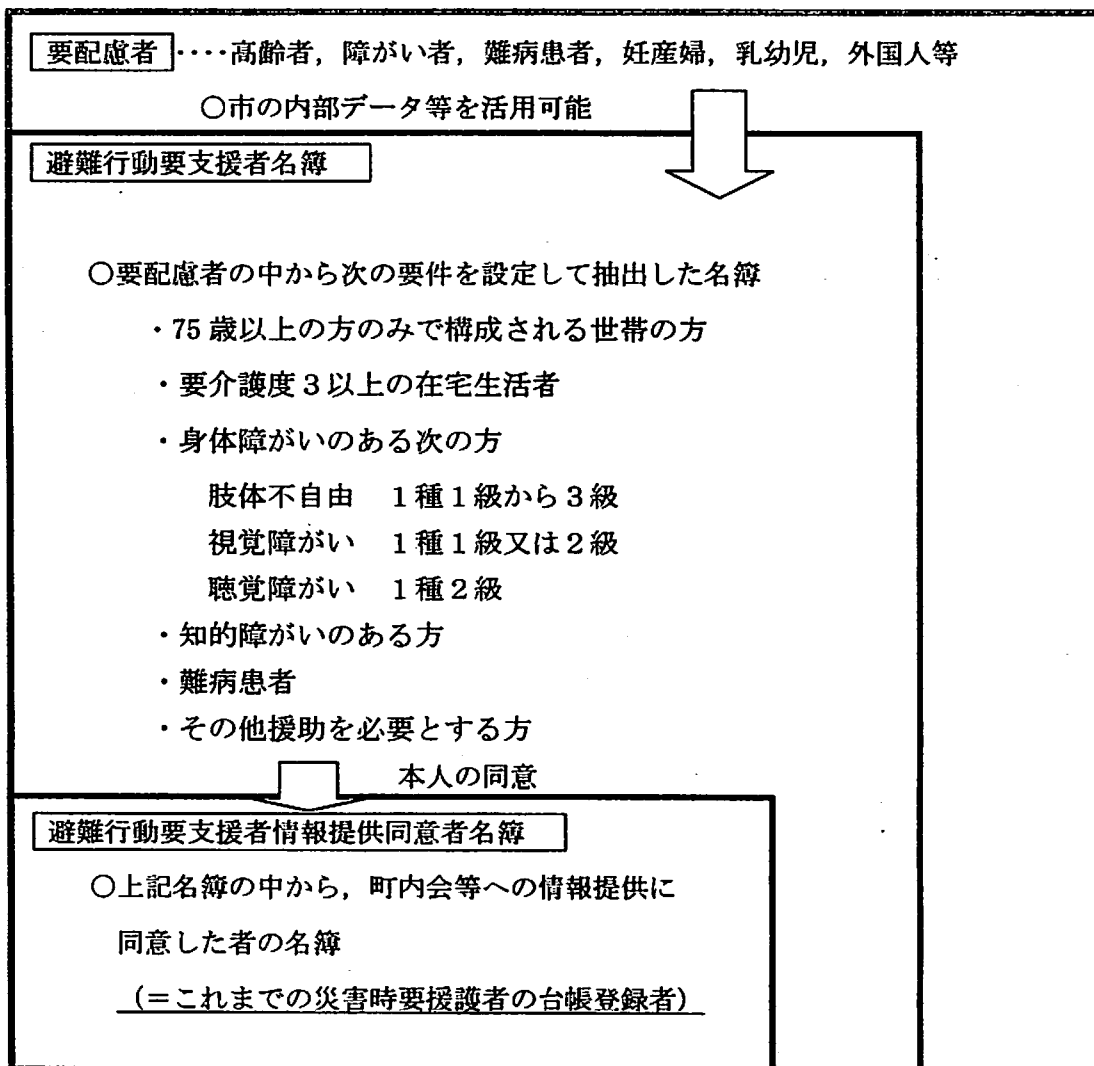 要配慮者 ････高齢者，障がい者，難病患者，妊産婦，乳幼児，外国人等
○市の内部データ等を活用可能
避難行動要支援者名簿
○要配慮者の中から次の要件を設定して抽出した名簿
・75歳以上の方のみで構成される世帯の方
・要介護度３以上の在宅生活者
・身体障がいのある次の方
肢体不自由　１種１級から３級
視覚障がい　１種１級又は２級
聴覚障がい　１種２級
・知的障がいのある方
・難病患者
・その他援助を必要とする方
本人の同意
避難行動要支援者情報提供同意者名簿
○上記名簿の中から，町内会等への情報提供に
同意した者の名簿
（＝これまでの災害時要援護者の台帳登録者）